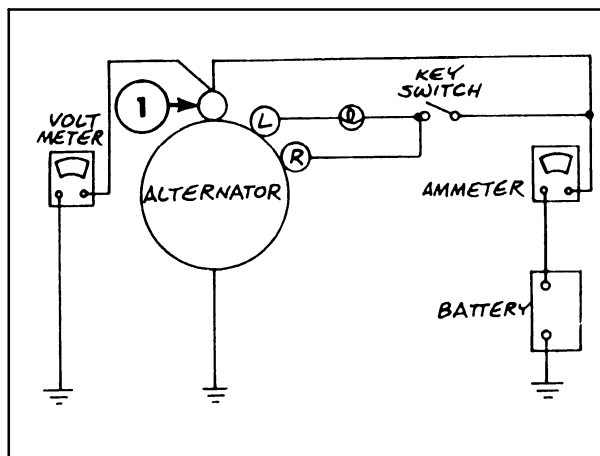 KEY
SWITCH
1
L
VOLT
METER
R
ALTERNATOR
AMMETER
BATTERY